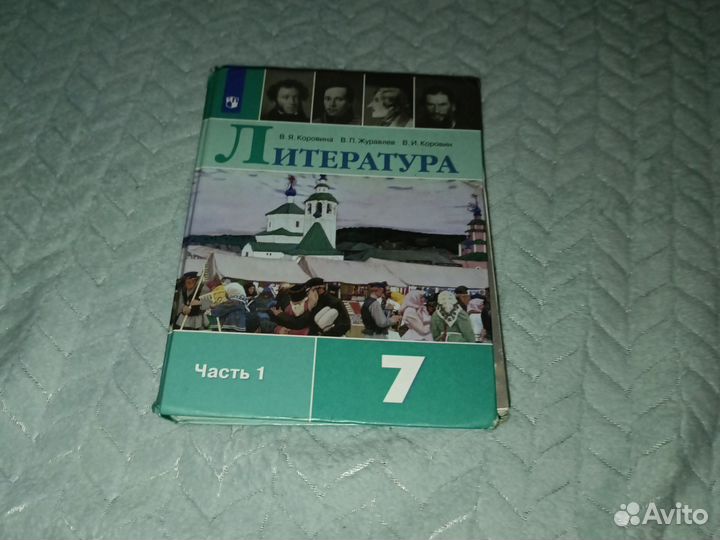 В.Я. Коровина В.П. Журавлев В.И. Коровин
ЛИТЕРАТУРА
Часть 1
7
Avito